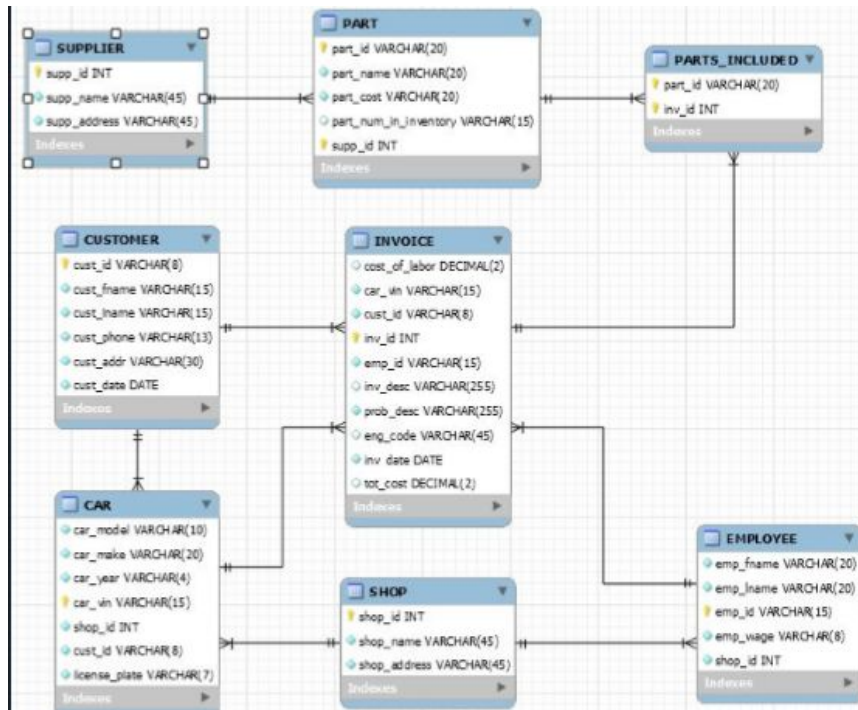 SUPPLIER
supp_id INT
supp_name VARCHAR(45)
supp_address VARCHAR(45)
Indexes
PART
part_id VARCHAR(20)
part_name VARCHAR(20)
part_cost VARCHAR(20)
part_num_in_inventory VARCHAR(15)
supp_id INT
Indexes
PARTS_INCLUDED
part_id VARCHAR(20)
inv_id INT
Indexes
CUSTOMER
cust_id VARCHAR(8)
cust_fname VARCHAR(15)
cust_lname VARCHAR(15)
cust_phone VARCHAR(13)
cust_addr VARCHAR(30)
cust_date DATE
Indexes
INVOICE
cost_of_labor DECIMAL(2)
car_vin VARCHAR(15)
cust_id VARCHAR(8)
inv_id INT
emp_id VARCHAR(15)
inv_desc VARCHAR(255)
prob_desc VARCHAR(255)
eng_code VARCHAR(45)
inv_date DATE
tot_cost DECIMAL(2)
Indexes
CAR
car_model VARCHAR(10)
car_make VARCHAR(20)
car_year VARCHAR(4)
car_vin VARCHAR(15)
shop_id INT
cust_id VARCHAR(8)
license_plate VARCHAR(7)
Indexes
SHOP
shop_id INT
shop_name VARCHAR(45)
shop_address VARCHAR(45)
Indexes
EMPLOYEE
emp_fname VARCHAR(20)
emp_lname VARCHAR(20)
emp_id VARCHAR(15)
emp_wage VARCHAR(8)
shop_id INT
Indexes